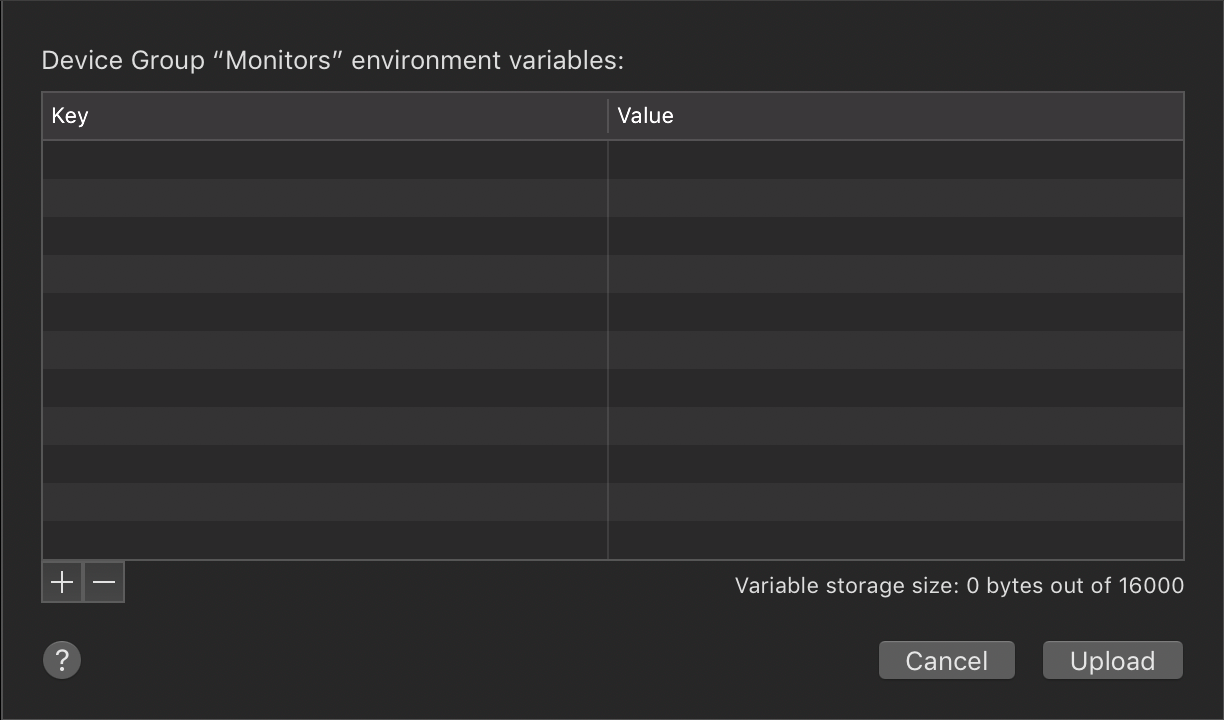 Device Group “Monitors” environment variables:
Key Value
+ −
Variable storage size: 0 bytes out of 16000
? Cancel Upload